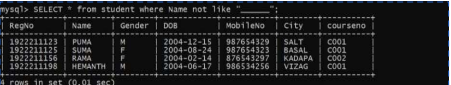 mysql> SELECT * from student where Name not like "______";
| RegNo | Name | Gender | DOB | MobileNo | City | courseno |
| 1922211123 | PUMA | M | 2004-12-15 | 987654329 | SALT | C001 |
| 1922211125 | SUMA | F | 2004-08-24 | 987654323 | BASAL | C001 |
| 1922211156 | RAMA | F | 2004-02-14 | 876543297 | KADAPA | C002 |
| 1922211198 | HEMANTH | M | 2004-06-17 | 986534256 | VIZAG | C001 |
4 rows in set (0.01 sec)